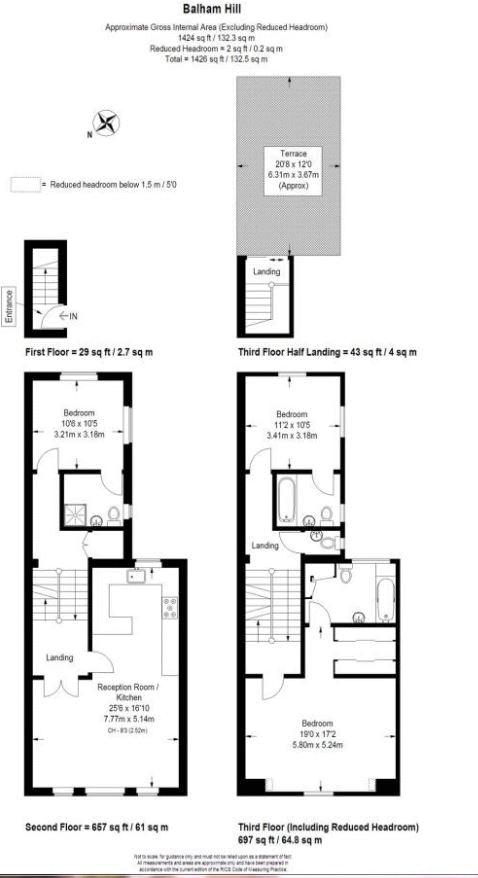 Balham Hill
Approximate Gross Internal Area (Excluding Reduced Headroom)
1424 sq ft / 132.3 sq m
Reduced Headroom = 2 sq ft / 0.2 sq m
Total = 1426 sq ft / 132.5 sq m
N
= Reduced headroom below 1.5 m / 5'0
Terrace
20'8 x 12'0
6.31m x 3.67m
(Approx)
Landing
Entrance
IN
First Floor = 29 sq ft / 2.7 sq m
Third Floor Half Landing = 43 sq ft / 4 sq m
Bedroom
10'6 x 10'5
3.21m x 3.18m
Bedroom
11'2 x 10'5
3.41m x 3.18m
Landing
Landing
Reception Room /
Kitchen
25'6 x 16'10
7.77m x 5.14m
CH - 8'3 (2.52m)
Bedroom
19'0 x 17'2
5.80m x 5.24m
Second Floor = 657 sq ft / 61 sq m
Third Floor (Including Reduced Headroom)
697 sq ft / 64.8 sq m
Not to scale, for guidance only and must not be relied upon as a statement of fact.
All measurements and areas are approximate only and have been prepared in
accordance with the current edition of the RICS Code of Measuring Practice.